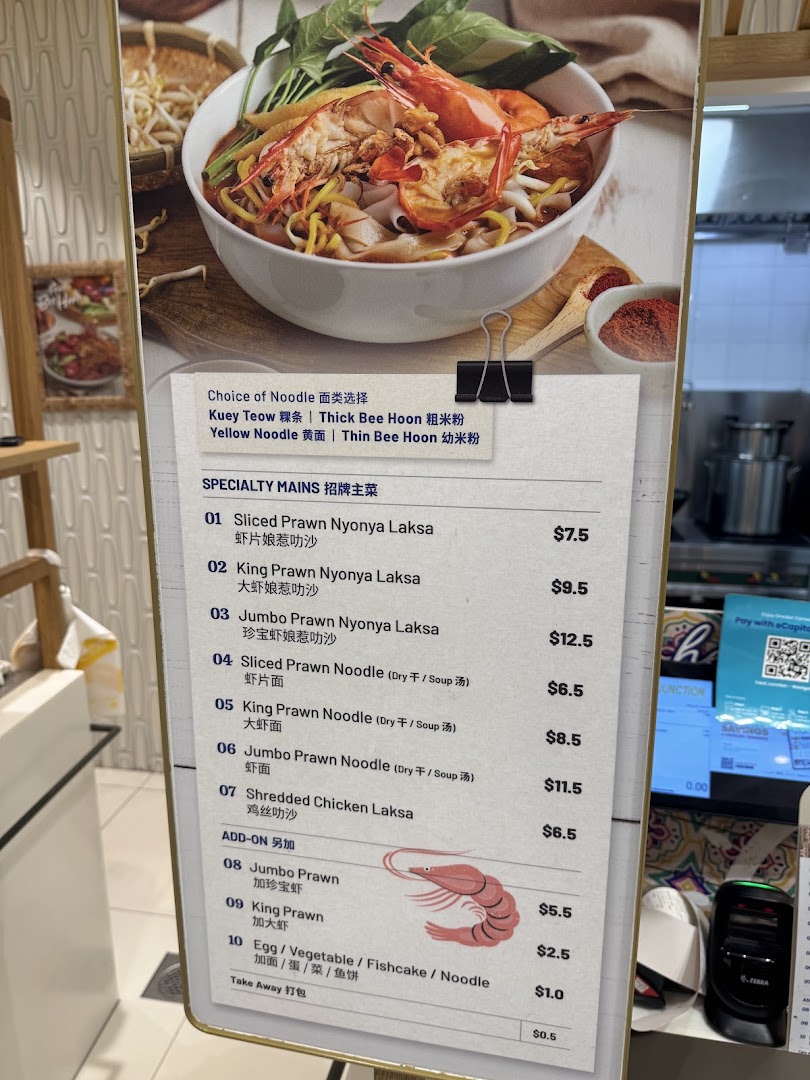 Choice of Noodle 面类选择
Kuey Teow 粿条 | Thick Bee Hoon 粗米粉
Yellow Noodle 黄面 | Thin Bee Hoon 幼米粉
SPECIALTY MAINS 招牌主菜
01 Sliced Prawn Nyonya Laksa $7.5
虾片娘惹叻沙
02 King Prawn Nyonya Laksa $9.5
大虾娘惹叻沙
03 Jumbo Prawn Nyonya Laksa $12.5
珍宝虾娘惹叻沙
04 Sliced Prawn Noodle (Dry 干 / Soup 汤) $6.5
虾片面
05 King Prawn Noodle (Dry 干 / Soup 汤) $8.5
大虾面
06 Jumbo Prawn Noodle (Dry 干 / Soup 汤) $11.5
虾面
07 Shredded Chicken Laksa $6.5
鸡丝叻沙
ADD-ON 另加
08 Jumbo Prawn $5.5
加珍宝虾
09 King Prawn $2.5
加大虾
10 Egg / Vegetable / Fishcake / Noodle $1.0
加面 / 蛋 / 菜 / 鱼饼
Take Away 打包 $0.5
Pay with eCapita
JUNCTION
0.00
ZEBRA